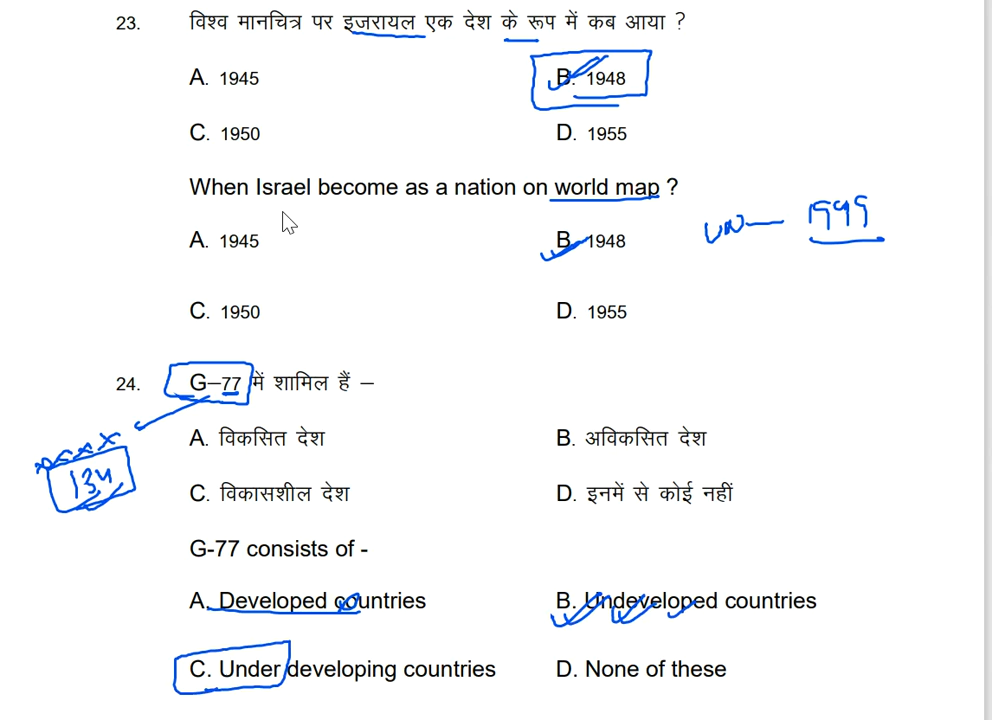 23. विश्व मानचित्र पर इजरायल एक देश के रूप में कब आया ?
A. 1945 B. 1948
C. 1950 D. 1955
When Israel become as a nation on world map ?
UN— 1949
A. 1945 B. 1948
C. 1950 D. 1955
24. G–77 में शामिल हैं –
A. विकसित देश B. अविकसित देश
134
C. विकासशील देश D. इनमें से कोई नहीं
G-77 consists of -
A. Developed countries B. Undeveloped countries
C. Under developing countries D. None of these